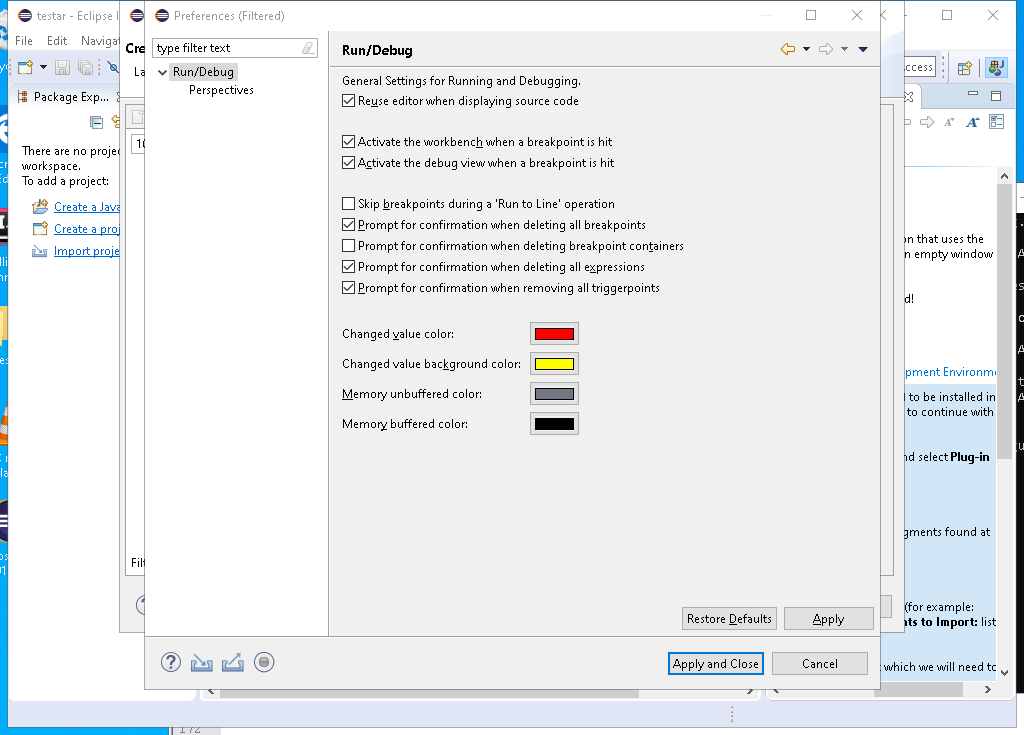 testar - Eclipse I
Preferences (Filtered)
File Edit Navigat
Cre
type filter text
Run/Debug
La
ccess
Run/Debug
Perspectives
General Settings for Running and Debugging.
Package Exp...
Reuse editor when displaying source code
10
Activate the workbench when a breakpoint is hit
There are no projec
workspace.
Activate the debug view when a breakpoint is hit
To add a project:
Create a Java
Skip breakpoints during a 'Run to Line' operation
Create a proj
Prompt for confirmation when deleting all breakpoints
Import proje
Prompt for confirmation when deleting breakpoint containers
Prompt for confirmation when deleting all expressions
Prompt for confirmation when removing all triggerpoints
on that uses the
n empty window
d!
Changed value color:
Changed value background color:
Memory unbuffered color:
Memory buffered color:
pment Environme
l to be installed in
to continue with
nd select Plug-in
gments found at
Filt
(for example:
nts to Import: list
which we will need to
Restore Defaults
Apply
Apply and Close
Cancel
172